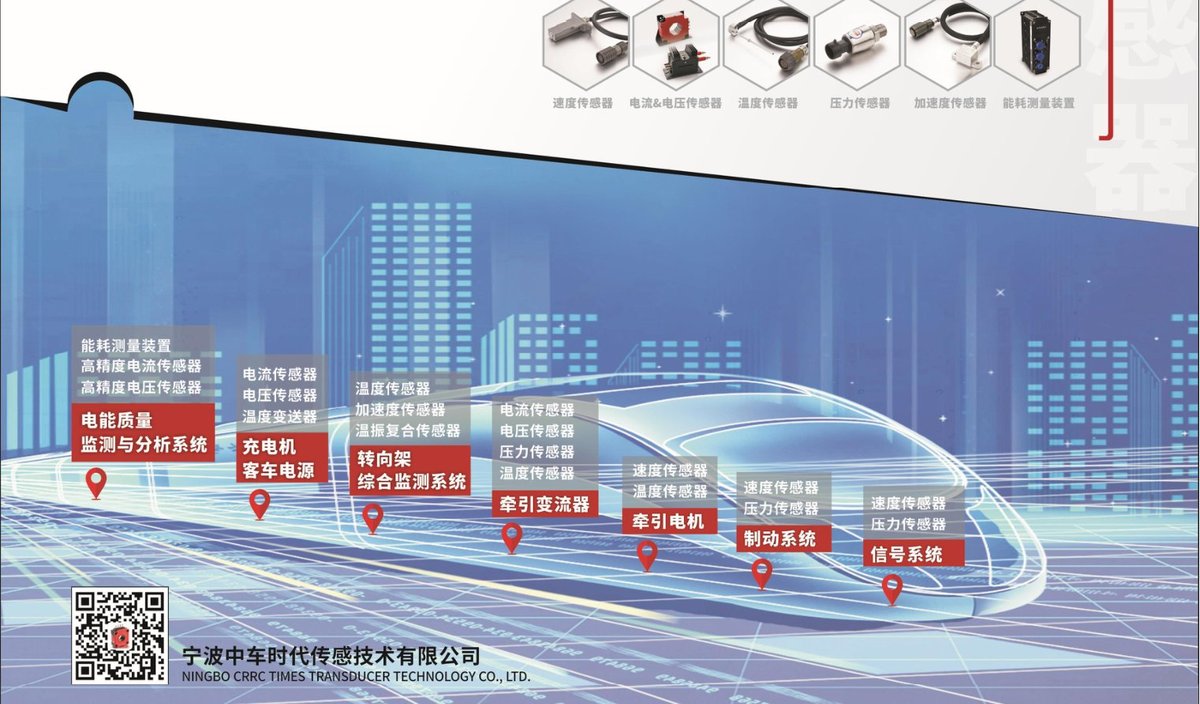 感
器
速度传感器
电流&电压传感器
温度传感器
压力传感器
加速度传感器
能耗测量装置
能耗测量装置
高精度电流传感器
高精度电压传感器
电能质量
监测与分析系统
电流传感器
电压传感器
温度变送器
充电机
客车电源
温度传感器
加速度传感器
温振复合传感器
转向架
综合监测系统
电流传感器
电压传感器
压力传感器
温度传感器
牵引变流器
速度传感器
温度传感器
牵引电机
速度传感器
压力传感器
制动系统
速度传感器
压力传感器
信号系统
宁波中车时代传感技术有限公司
NINGBO CRRC TIMES TRANSDUCER TECHNOLOGY CO., LTD.